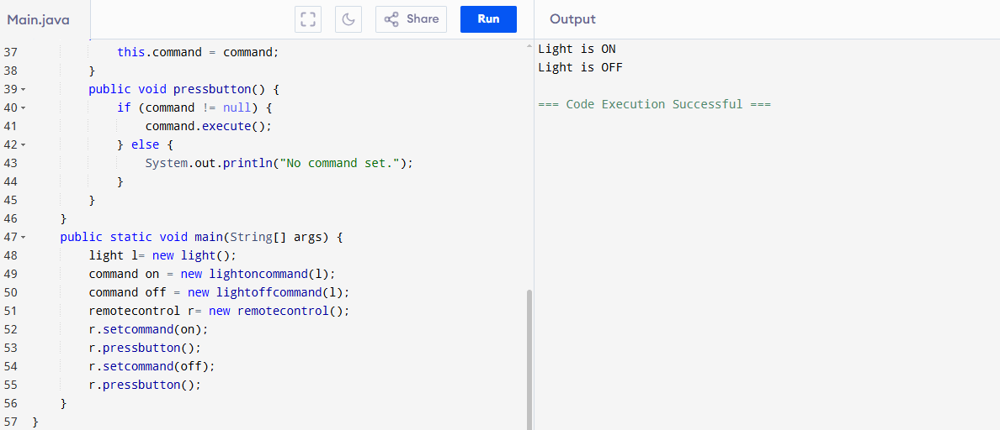 Main.java
Share
Run
Output
37 this.command = command;
38 }
39 public void pressbutton() {
40 if (command != null) {
41 command.execute();
42 } else {
43 System.out.println("No command set.");
44 }
45 }
46 }
47 public static void main(String[] args) {
48 light l= new light();
49 command on = new lightoncommand(l);
50 command off = new lightoffcommand(l);
51 remotecontrol r= new remotecontrol();
52 r.setcommand(on);
53 r.pressbutton();
54 r.setcommand(off);
55 r.pressbutton();
56 }
57 }
Light is ON
Light is OFF
=== Code Execution Successful ===